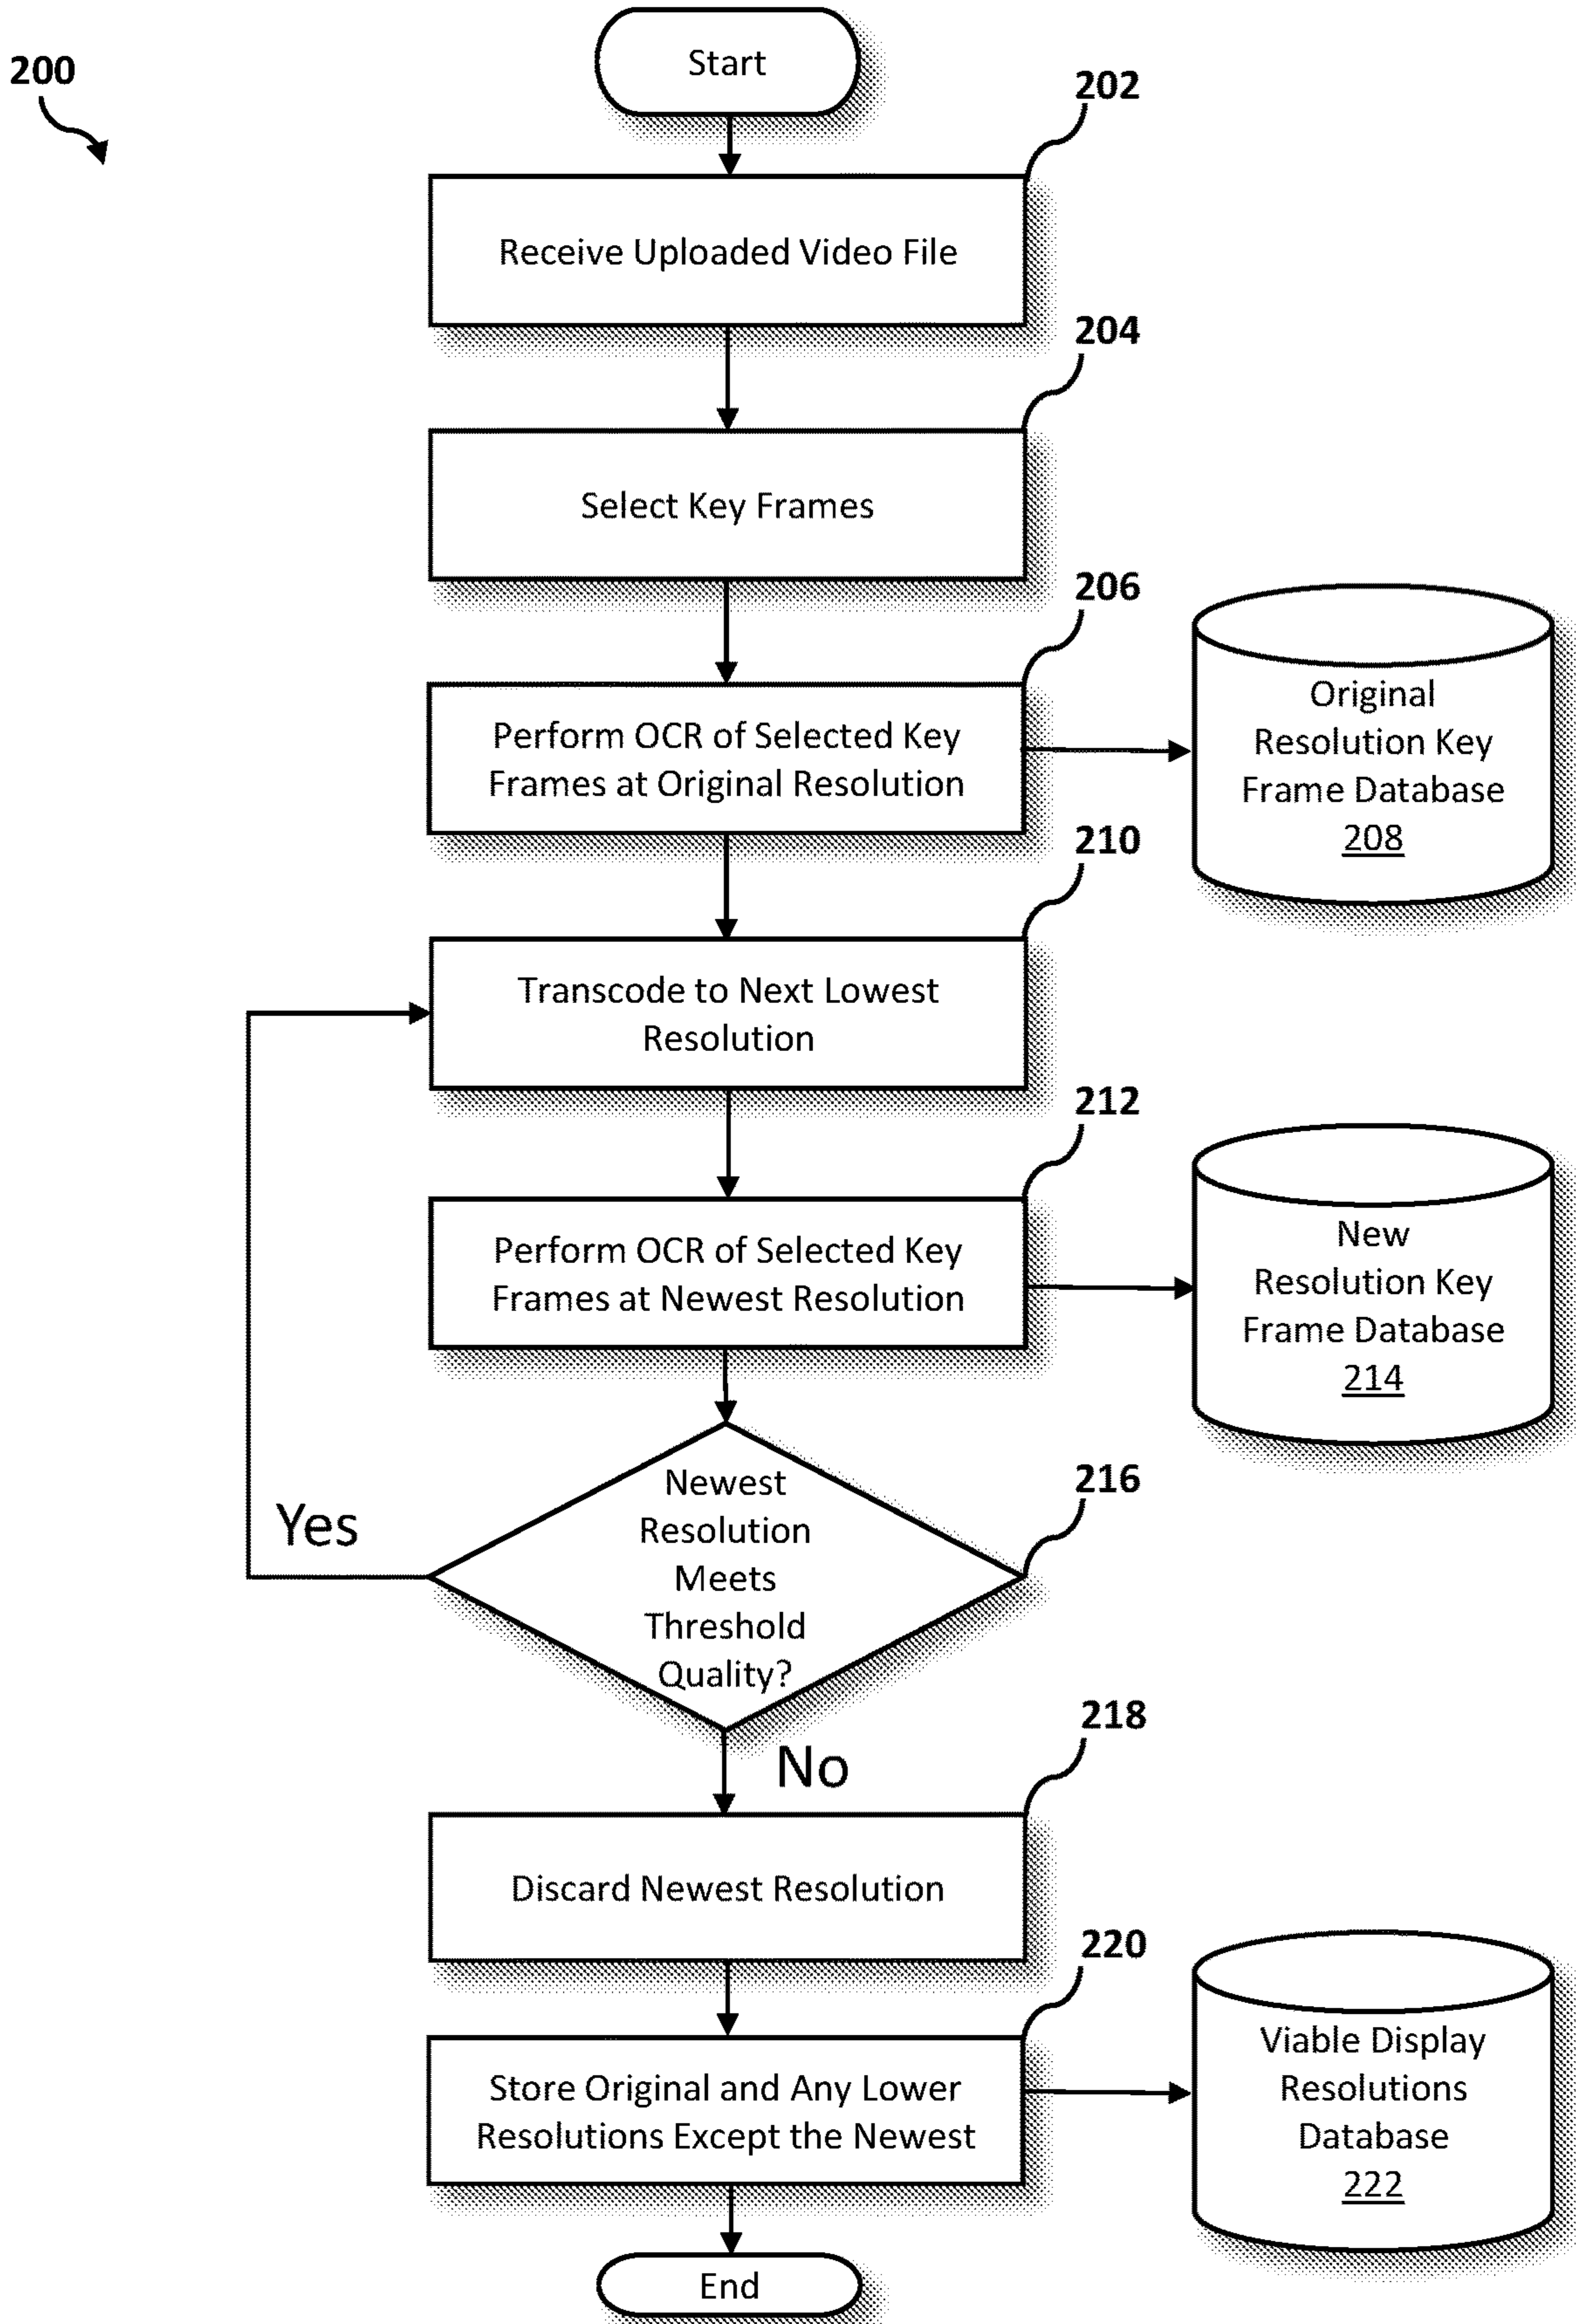 200
Start
202
Receive Uploaded Video File
204
Select Key Frames
206
Perform OCR of Selected Key
Frames at Original Resolution
Original
Resolution Key
Frame Database
208
210
Transcode to Next Lowest
Resolution
212
Perform OCR of Selected Key
Frames at Newest Resolution
New
Resolution Key
Frame Database
214
216
Newest
Resolution
Meets
Threshold
Quality?
Yes
No
218
Discard Newest Resolution
220
Store Original and Any Lower
Resolutions Except the Newest
Viable Display
Resolutions
Database
222
End